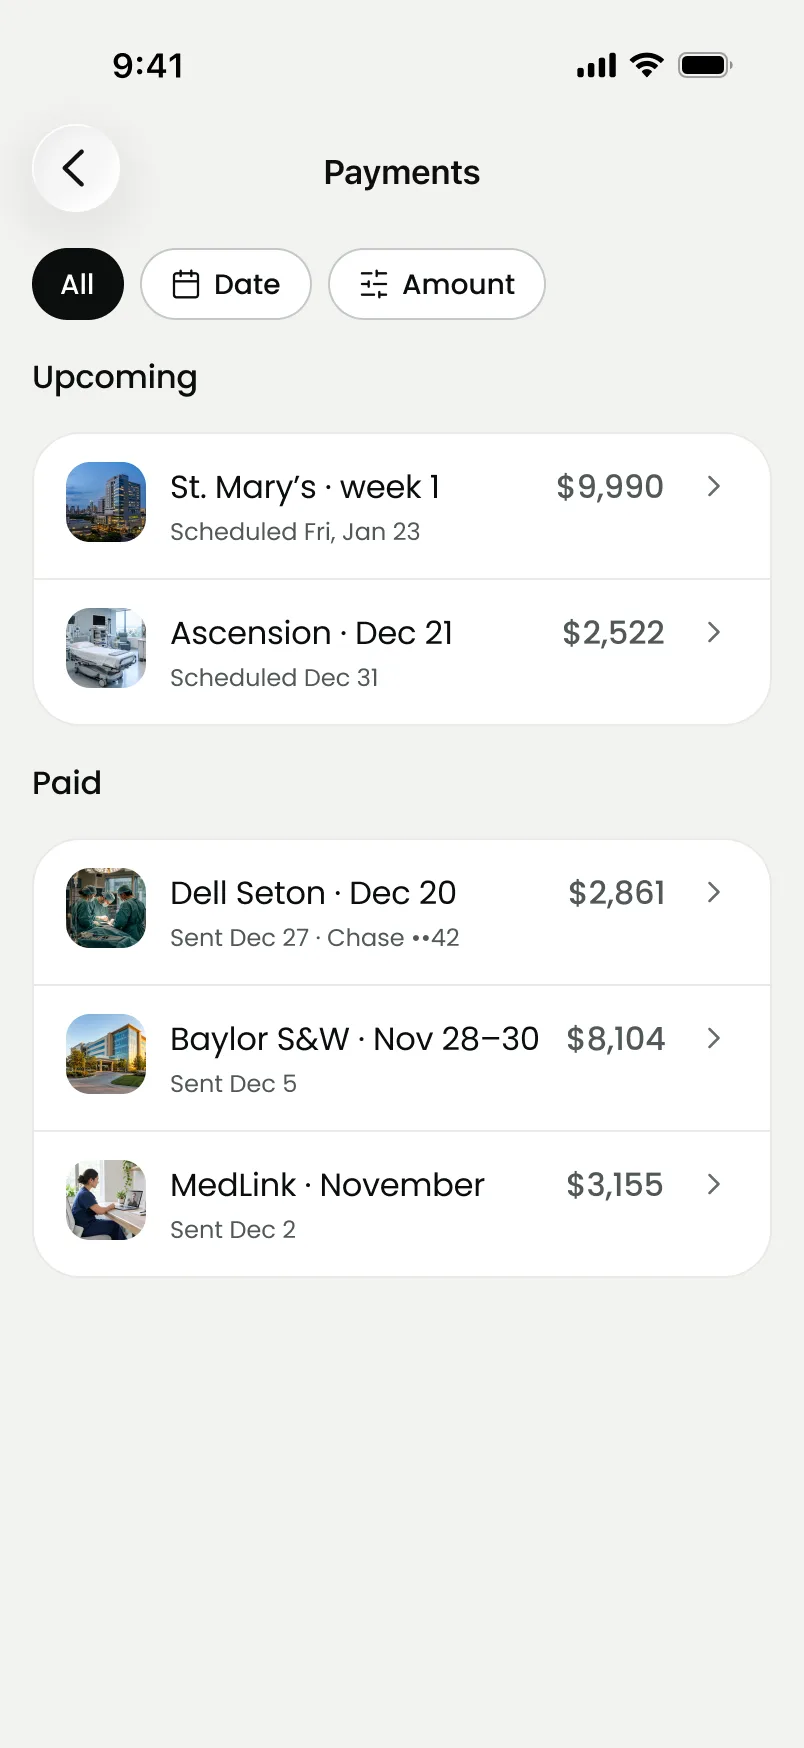 9:41
Payments
All
Date
Amount
Upcoming
St. Mary’s · week 1
$9,990
Scheduled Fri, Jan 23
Ascension · Dec 21
$2,522
Scheduled Dec 31
Paid
Dell Seton · Dec 20
$2,861
Sent Dec 27 · Chase ••42
Baylor S&W · Nov 28–30
$8,104
Sent Dec 5
MedLink · November
$3,155
Sent Dec 2